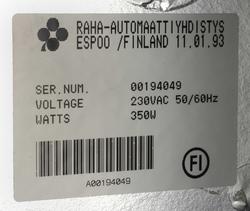 RAHA-AUTOMAATTIYHDISTYS
ESPOO /FINLAND 11.01.93
SER.NUM. 00194049
VOLTAGE 230VAC 50/60Hz
WATTS 350W
FI
A00194049